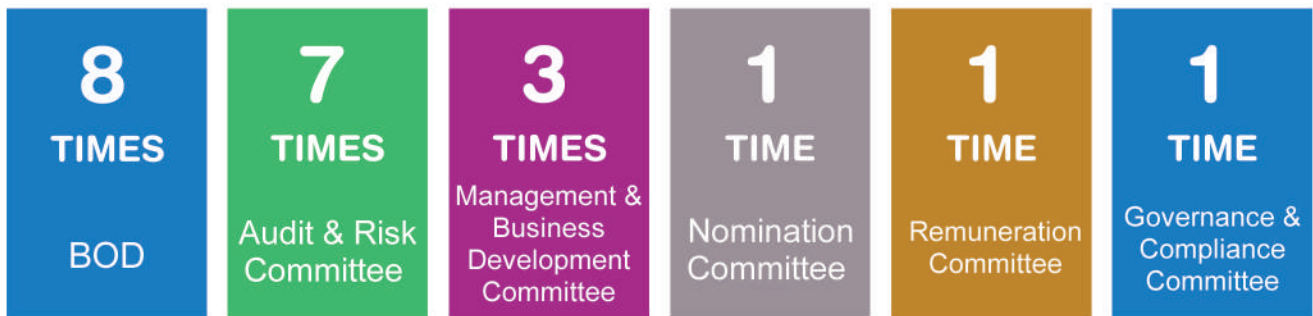 8
TIMES
BOD
7
TIMES
Audit & Risk
Committee
3
TIMES
Management &
Business
Development
Committee
1
TIME
Nomination
Committee
1
TIME
Remuneration
Committee
1
TIME
Governance &
Compliance
Committee